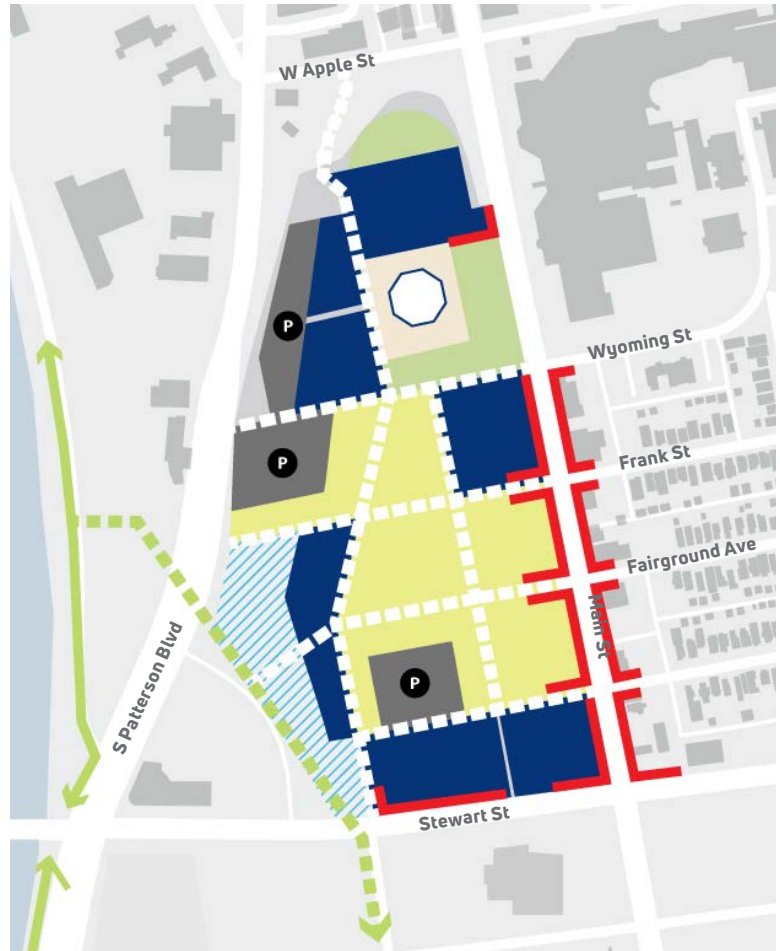 W Apple St
Wyoming St
P
Frank St
P
Fairground Ave
Main St
S Patterson Blvd
P
Stewart St